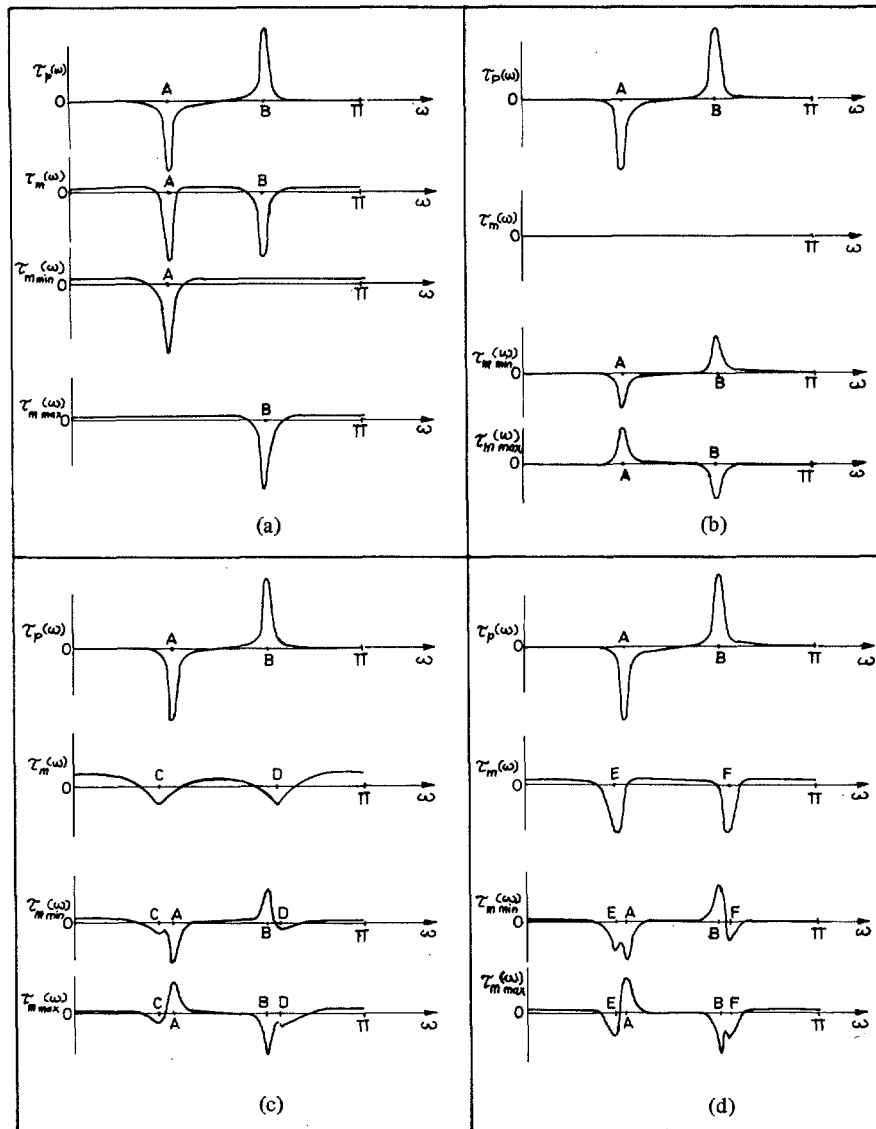 τp(ω)
0
A
B
π
ω
τm(ω)
0
A
B
π
ω
τm min(ω)
0
A
π
ω
τm max(ω)
0
B
π
ω
(a)
τp(ω)
0
A
B
π
ω
τm(ω)
0
π
ω
τm min(ω)
0
A
B
π
ω
τm max(ω)
0
A
B
π
ω
(b)
τp(ω)
0
A
B
π
ω
τm(ω)
0
C
D
π
ω
τm min(ω)
0
C A
B
D
π
ω
τm max(ω)
0
C
A
B D
π
ω
(c)
τp(ω)
0
A
B
π
ω
τm(ω)
0
E
F
π
ω
τm min(ω)
0
E A
B
F
π
ω
τm max(ω)
0
E
A
B F
π
ω
(d)